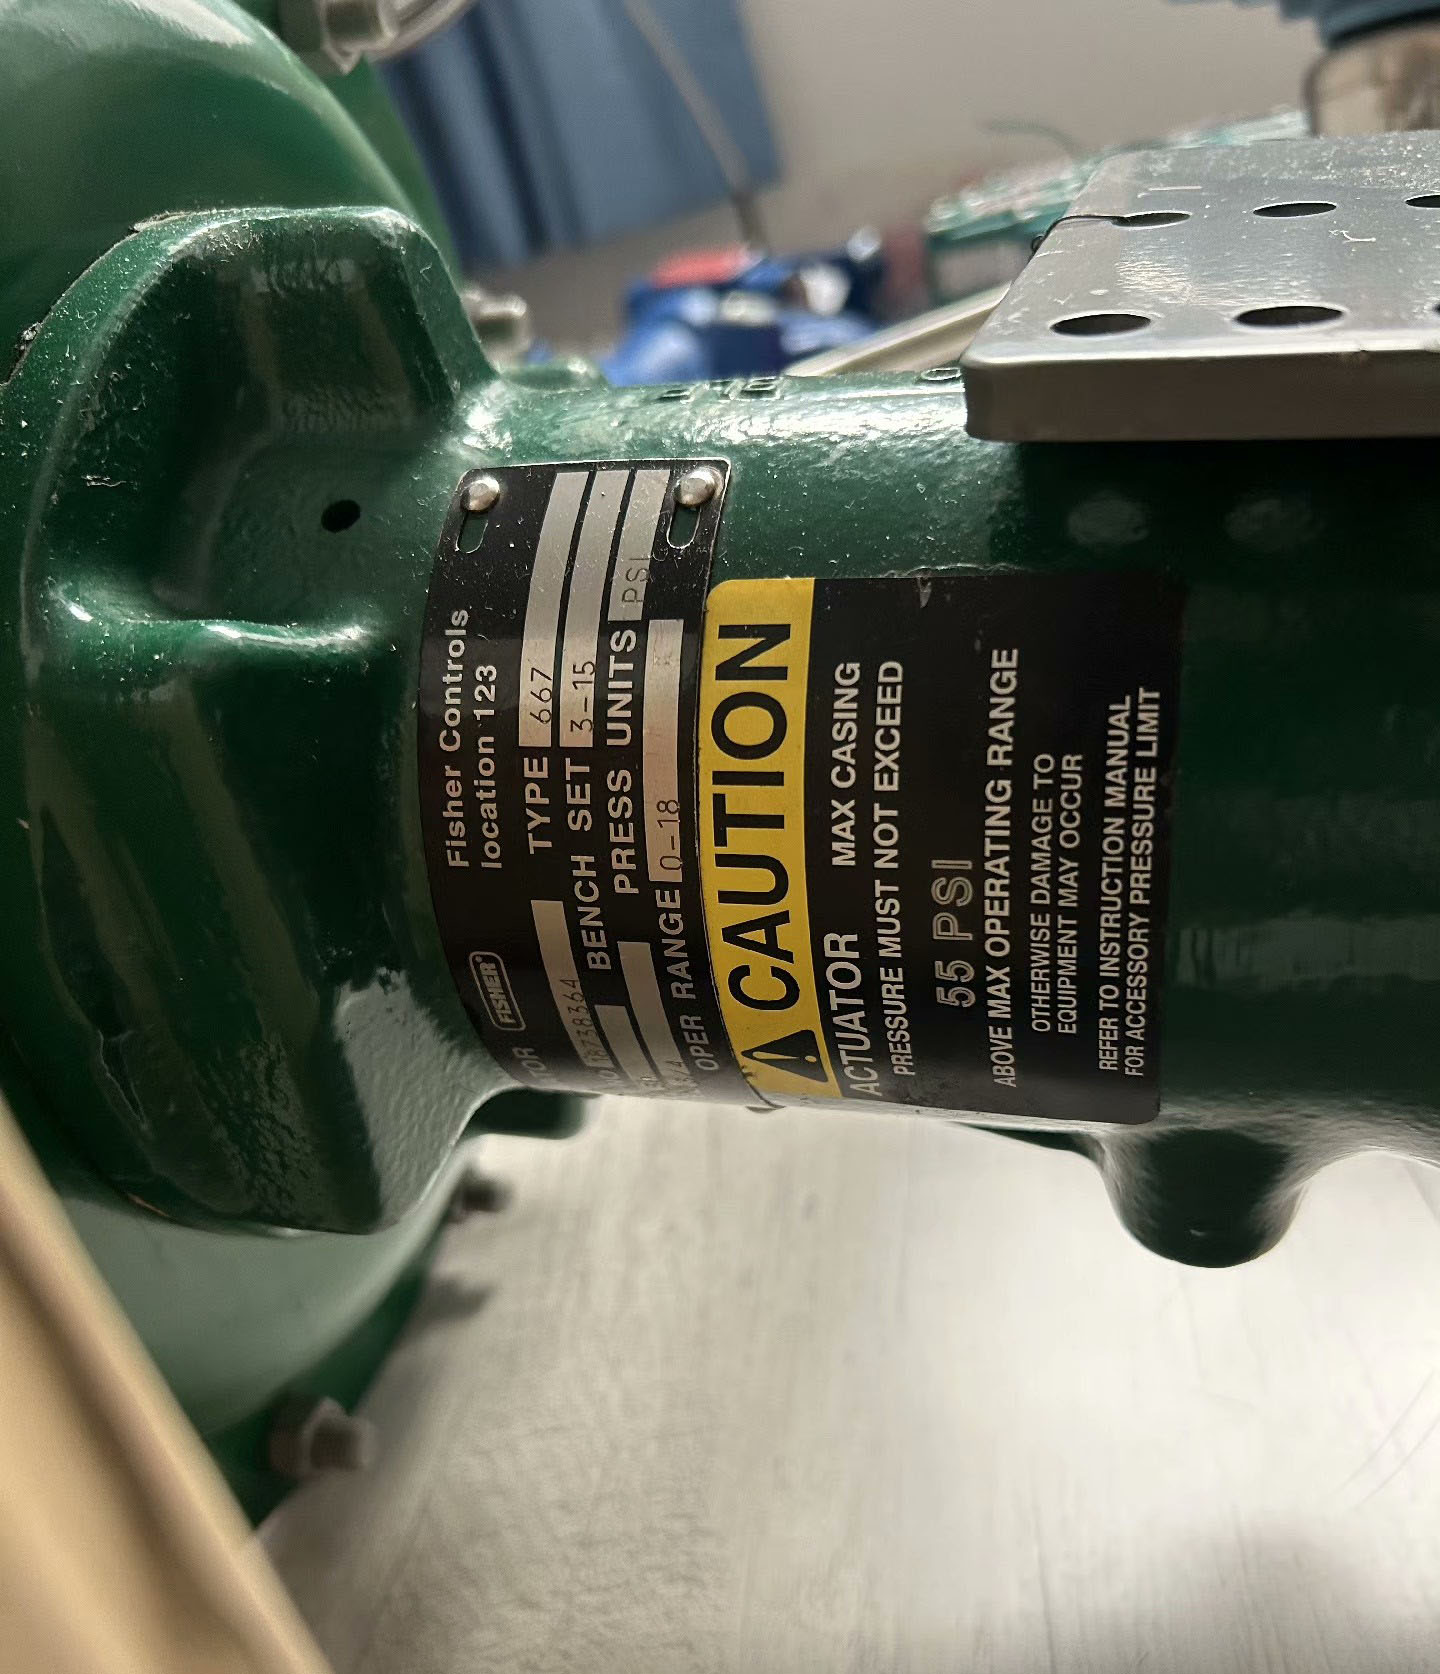 FISHER®
Fisher Controls
location 123
TYPE 667
BENCH SET 3-15
PRESS UNITS PSI
OPER RANGE 0-18
CAUTION
ACTUATOR MAX CASING
PRESSURE MUST NOT EXCEED
55 PSI
ABOVE MAX OPERATING RANGE
OTHERWISE DAMAGE TO
EQUIPMENT MAY OCCUR
REFER TO INSTRUCTION MANUAL
FOR ACCESSORY PRESSURE LIMIT